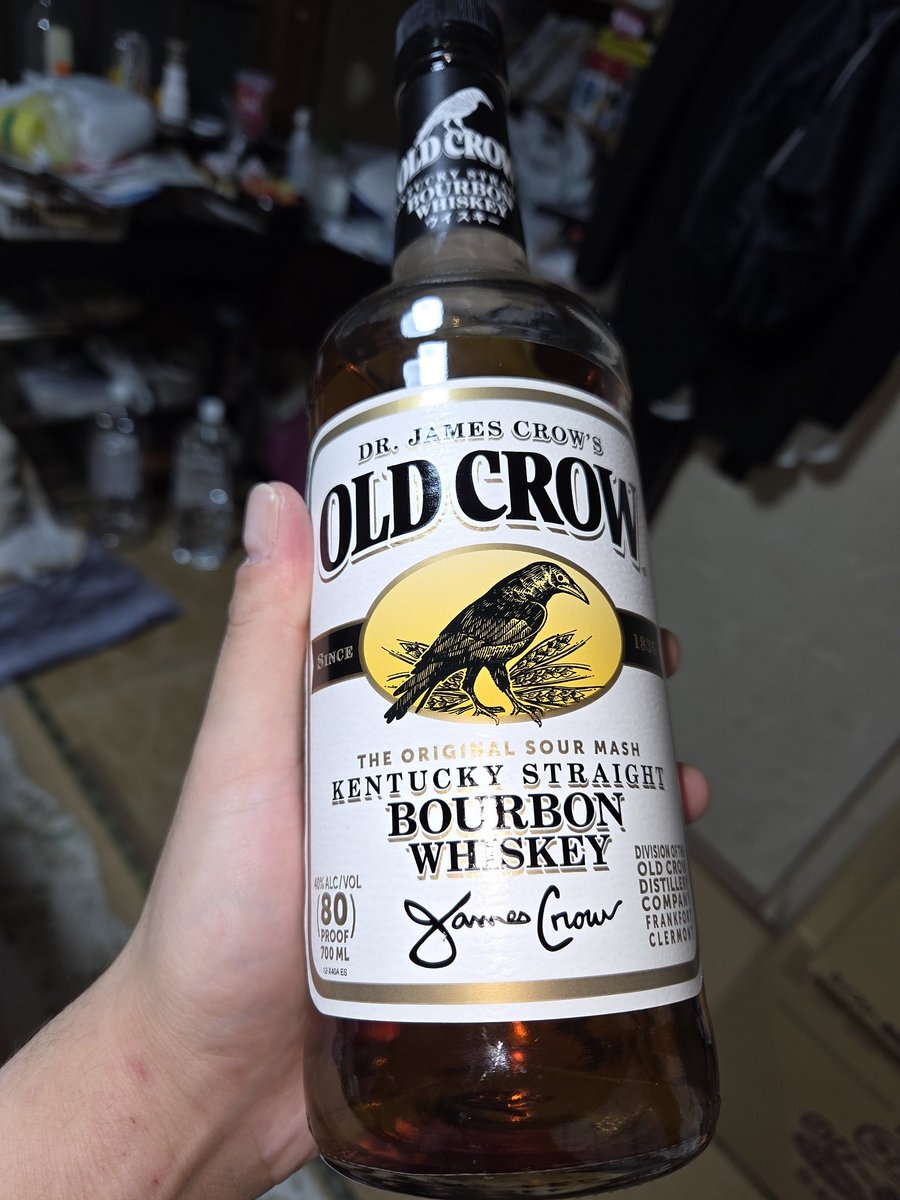 OLD CROW
KENTUCKY STRAIGHT
BOURBON
WHISKEY
ウイスキー
DR. JAMES CROW'S
OLD CROW
SINCE 1835
THE ORIGINAL SOUR MASH
KENTUCKY STRAIGHT
BOURBON
WHISKEY
40% ALC/VOL
(80)
PROOF
700 ML
James Crow
DIVISION OF THE
OLD CROW
DISTILLERY
COMPANY
FRANKFORT
CLERMONT